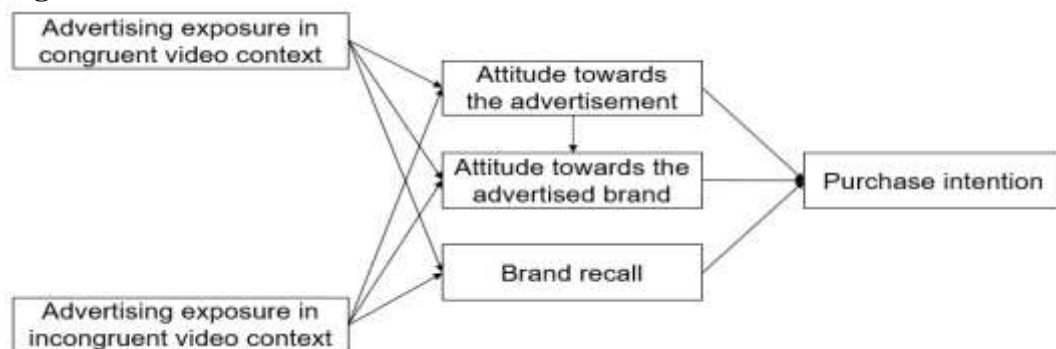 Advertising exposure in
congruent video context
Attitude towards
the advertisement
Attitude towards the
advertised brand
Purchase intention
Brand recall
Advertising exposure in
incongruent video context